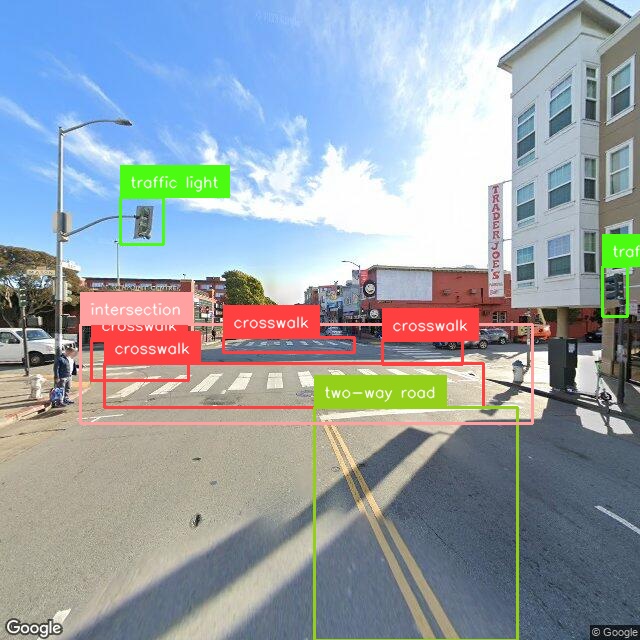 traffic light
TRADER JOE'S
traf
intersection
crosswalk
crosswalk
crosswalk
crosswalk
two-way road
Google
© Google